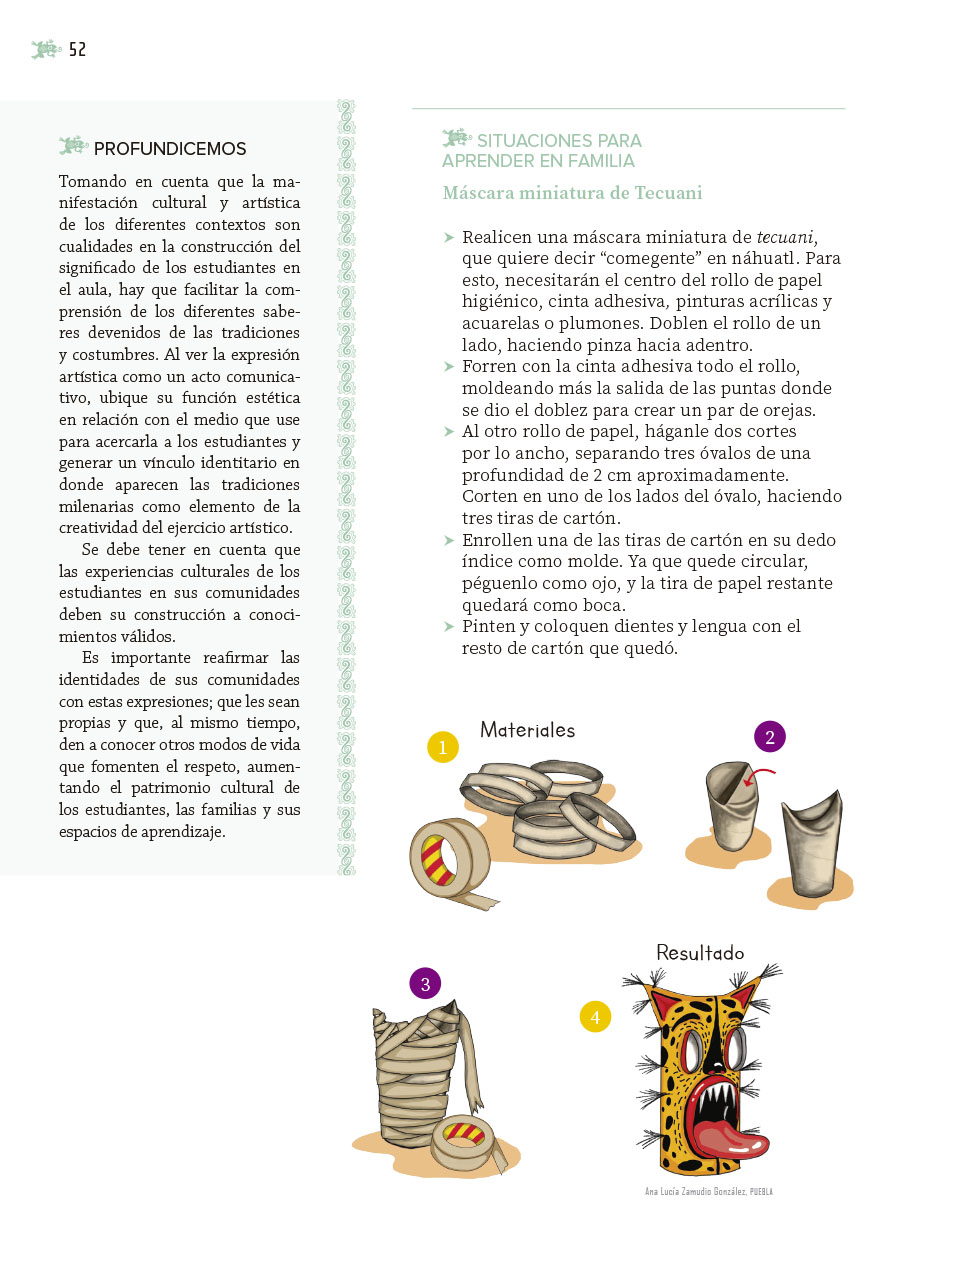 52
PROFUNDICEMOS
Tomando en cuenta que la ma-
nifestación cultural y artística
de los diferentes contextos son
cualidades en la construcción del
significado de los estudiantes en
el aula, hay que facilitar la com-
prensión de los diferentes sabe-
res devenidos de las tradiciones
y costumbres. Al ver la expresión
artística como un acto comunica-
tivo, ubique su función estética
en relación con el medio que use
para acercarla a los estudiantes y
generar un vínculo identitario en
donde aparecen las tradiciones
milenarias como elemento de la
creatividad del ejercicio artístico.
Se debe tener en cuenta que
las experiencias culturales de los
estudiantes en sus comunidades
deben su construcción a conoci-
mientos válidos.
Es importante reafirmar las
identidades de sus comunidades
con estas expresiones; que les sean
propias y que, al mismo tiempo,
den a conocer otros modos de vida
que fomenten el respeto, aumen-
tando el patrimonio cultural de
los estudiantes, las familias y sus
espacios de aprendizaje.
SITUACIONES PARA
APRENDER EN FAMILIA
Máscara miniatura de Tecuani
➤ Realicen una máscara miniatura de tecuani,
que quiere decir “comegente” en náhuatl. Para
esto, necesitarán el centro del rollo de papel
higiénico, cinta adhesiva, pinturas acrílicas y
acuarelas o plumones. Doblen el rollo de un
lado, haciendo pinza hacia adentro.
➤ Forren con la cinta adhesiva todo el rollo,
moldeando más la salida de las puntas donde
se dio el doblez para crear un par de orejas.
➤ Al otro rollo de papel, háganle dos cortes
por lo ancho, separando tres óvalos de una
profundidad de 2 cm aproximadamente.
Corten en uno de los lados del óvalo, haciendo
tres tiras de cartón.
➤ Enrollen una de las tiras de cartón en su dedo
índice como molde. Ya que quede circular,
péguenlo como ojo, y la tira de papel restante
quedará como boca.
➤ Pinten y coloquen dientes y lengua con el
resto de cartón que quedó.
Materiales
1
2
3
Resultado
4
Ana Lucía Zamudio González, PUEBLA